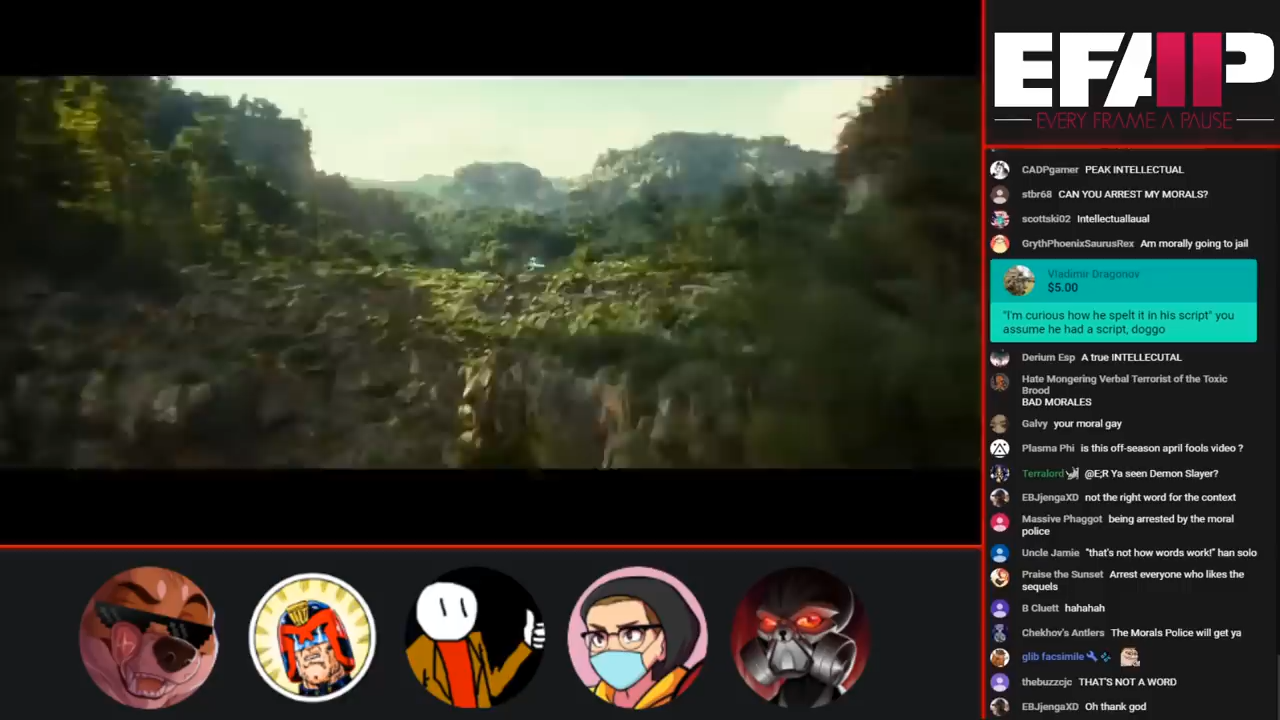 EFAP
EVERY FRAME A PAUSE
CADPgamer PEAK INTELLECTUAL
stbr68 CAN YOU ARREST MY MORALS?
scottski02 Intellectuallaual
GrythPhoenixSaurusRex Am morally going to jail
Vladimir Dragonov
$5.00
"I'm curious how he spelt it in his script" you
assume he had a script, doggo
Derium Esp A true INTELLECUTAL
Hate Mongering Verbal Terrorist of the Toxic
Brood
BAD MORALES
Galvy your moral gay
Plasma Phi is this off-season april fools video ?
Terralord @E;R Ya seen Demon Slayer?
EBJjengaXD not the right word for the context
Massive Phaggot being arrested by the moral
police
Uncle Jamie "that's not how words work!" han solo
Praise the Sunset Arrest everyone who likes the
sequels
B Cluett hahahah
Chekhov's Antlers The Morals Police will get ya
glib facsimile
thebuzzcjc THAT'S NOT A WORD
EBJjengaXD Oh thank god